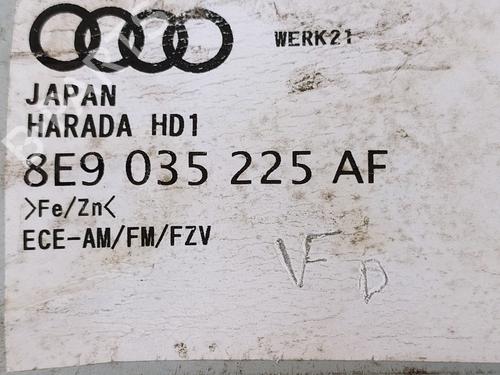 WERK21
JAPAN
HARADA HD1
8E9 035 225 AF
>Fe/Zn<
ECE-AM/FM/FZV
VF D